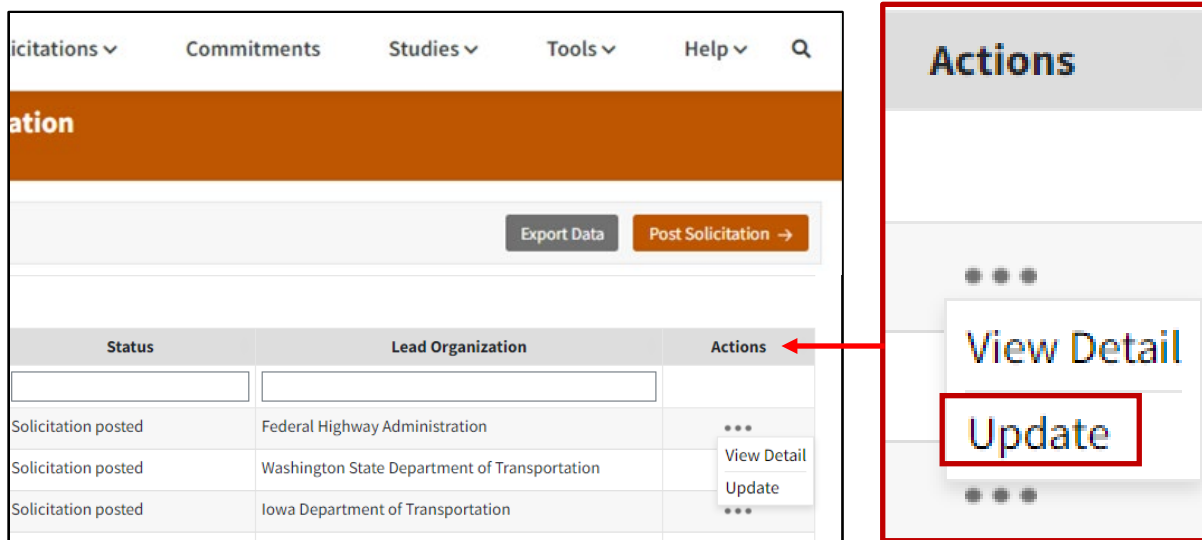 icitations Commitments Studies Tools Help
ation
Export Data Post Solicitation →
Status Lead Organization Actions
Solicitation posted Federal Highway Administration
View Detail
Solicitation posted Washington State Department of Transportation
Update
Solicitation posted Iowa Department of Transportation
Actions
View Detail
Update